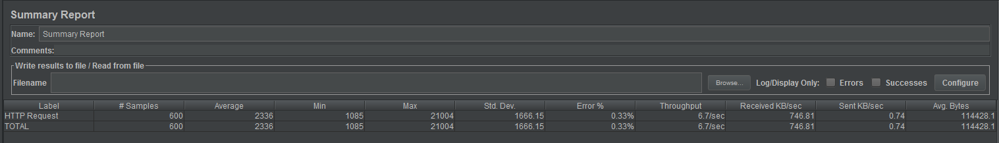 Summary Report
Name: Summary Report
Comments:
Write results to file / Read from file
Filename Browse... Log/Display Only: Errors Successes Configure
Label # Samples Average Min Max Std. Dev. Error % Throughput Received KB/sec Sent KB/sec Avg. Bytes
HTTP Request 600 2336 1085 21004 1666.15 0.33% 6.7/sec 746.81 0.74 114428.1
TOTAL 600 2336 1085 21004 1666.15 0.33% 6.7/sec 746.81 0.74 114428.1